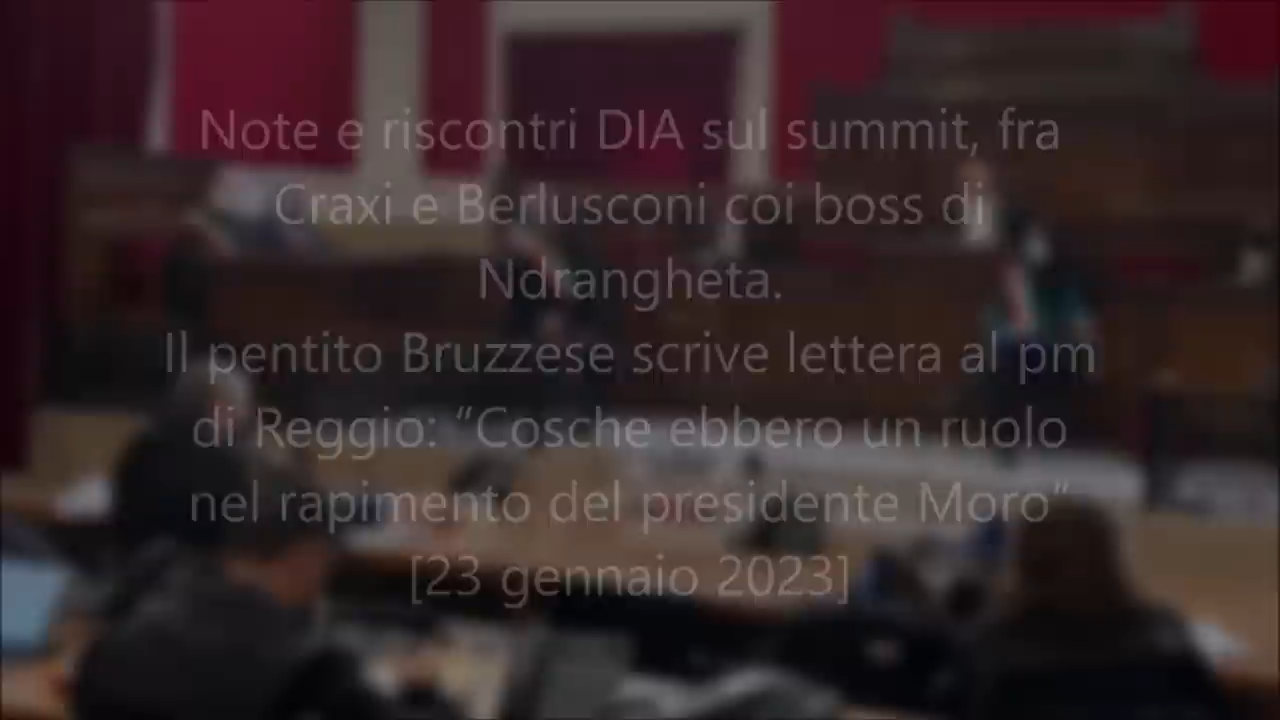 Note e riscontri DIA sul summit, fra
Craxi e Berlusconi coi boss di
Ndrangheta.
Il pentito Bruzzese scrive lettera al pm
di Reggio: “Cosche ebbero un ruolo
nel rapimento del presidente Moro”
[23 gennaio 2023]